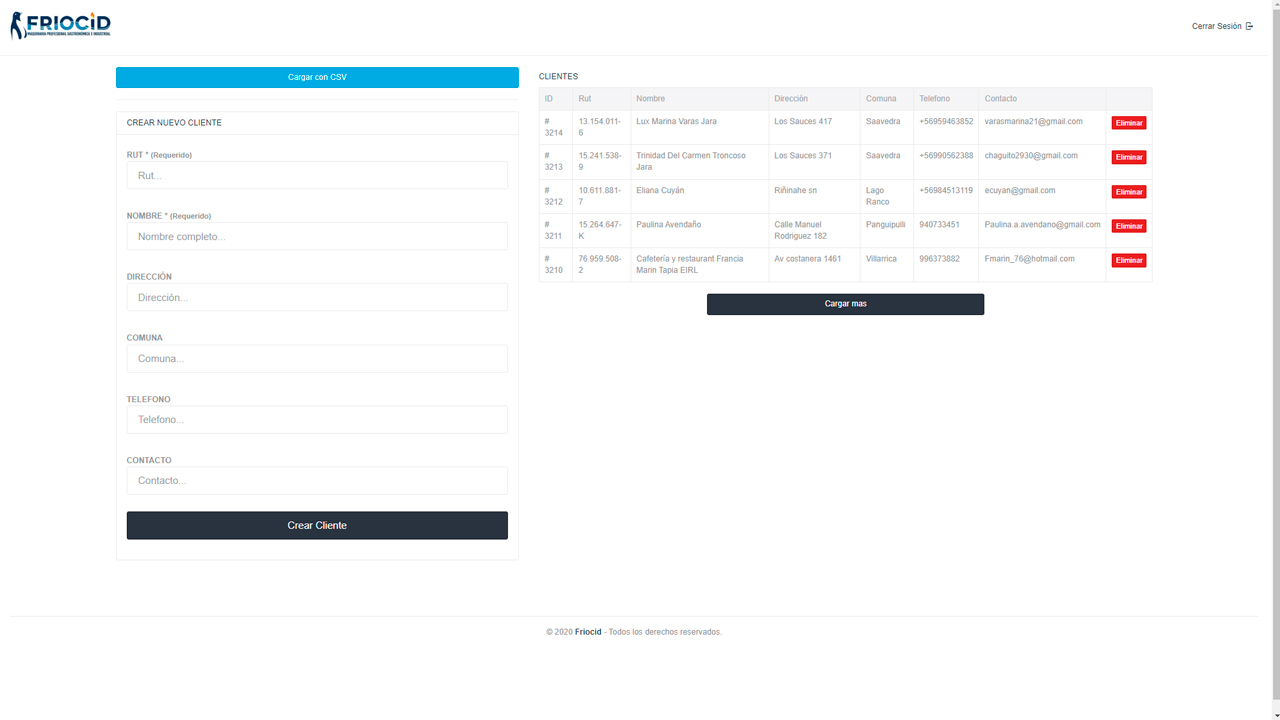 FRIOCID
MAQUINARIA PROFESIONAL GASTRONÓMICA E INDUSTRIAL
Cerrar Sesión
Cargar con CSV
CREAR NUEVO CLIENTE
RUT * (Requerido)
Rut...
NOMBRE * (Requerido)
Nombre completo...
DIRECCIÓN
Dirección...
COMUNA
Comuna...
TELEFONO
Telefono...
CONTACTO
Contacto...
Crear Cliente
CLIENTES
ID Rut Nombre Dirección Comuna Telefono Contacto
# 13.154.011- Lux Marina Varas Jara Los Sauces 417 Saavedra +56959463852 varasmarina21@gmail.com Eliminar
3214 6
# 15.241.538- Trinidad Del Carmen Troncoso Los Sauces 371 Saavedra +56990562388 chaguito2930@gmail.com Eliminar
3213 9 Jara
# 10.611.881- Eliana Cuyán Riñinahe sn Lago +56984513119 ecuyan@gmail.com Eliminar
3212 7 Ranco
# 15.264.647- Paulina Avendaño Calle Manuel Panguipulli 940733451 Paulina.a.avendano@gmail.com Eliminar
3211 K Rodriguez 182
# 76.959.508- Cafetería y restaurant Francia Av costanera 1461 Villarrica 996373882 Fmarin_76@hotmail.com Eliminar
3210 2 Marin Tapia EIRL
Cargar mas
© 2020 Friocid - Todos los derechos reservados.